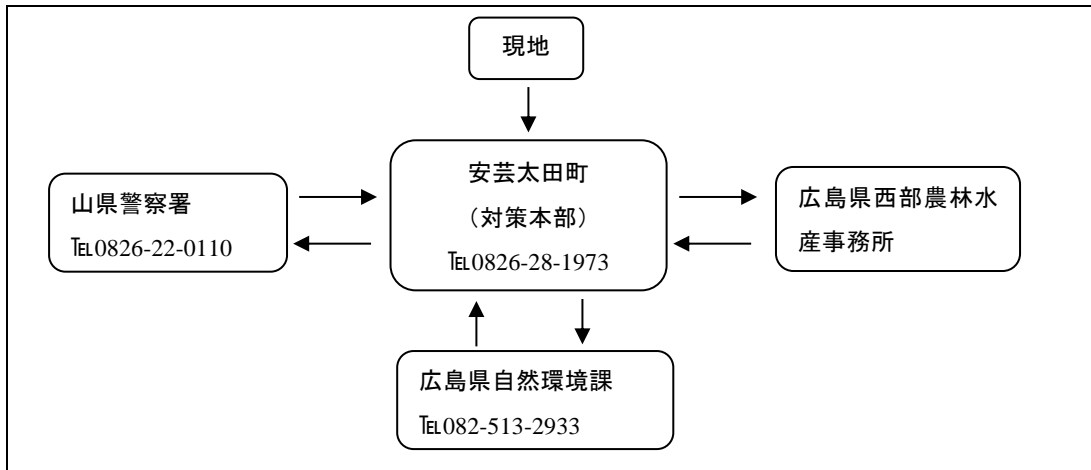 現地
安芸太田町
（対策本部）
℡0826-28-1973
山県警察署
℡0826-22-0110
広島県西部農林水
産事務所
広島県自然環境課
℡082-513-2933